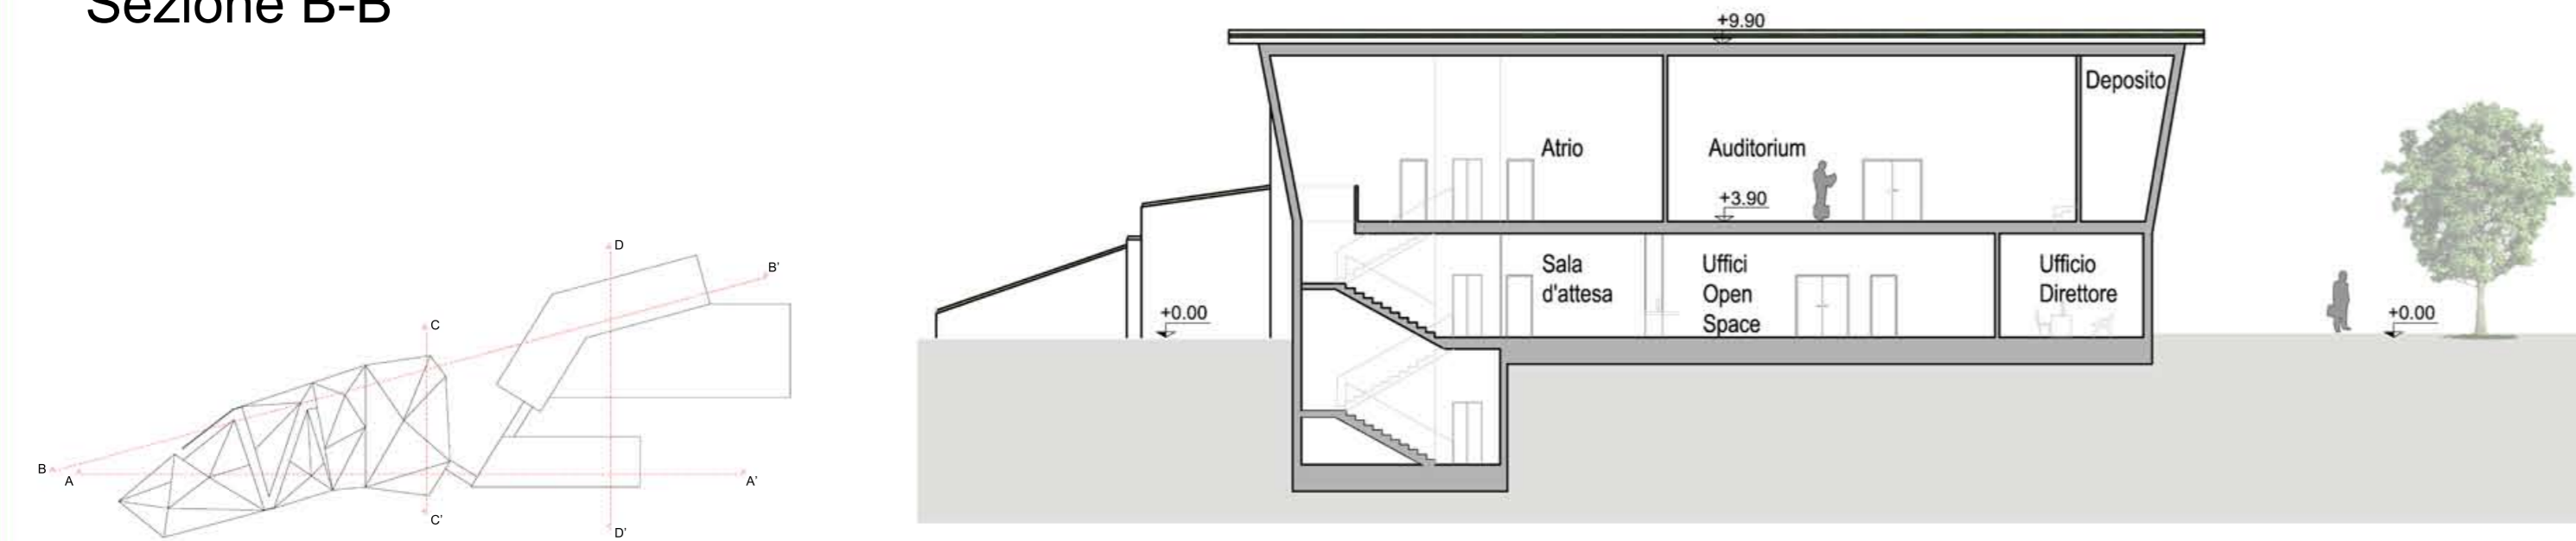 Sezione B-B
D
B'
C
B
A
A'
C'
D'
+9.90
Deposito
Atrio
Auditorium
+3.90
Sala
d'attesa
Uffici
Open
Space
Ufficio
Direttore
+0.00
+0.00